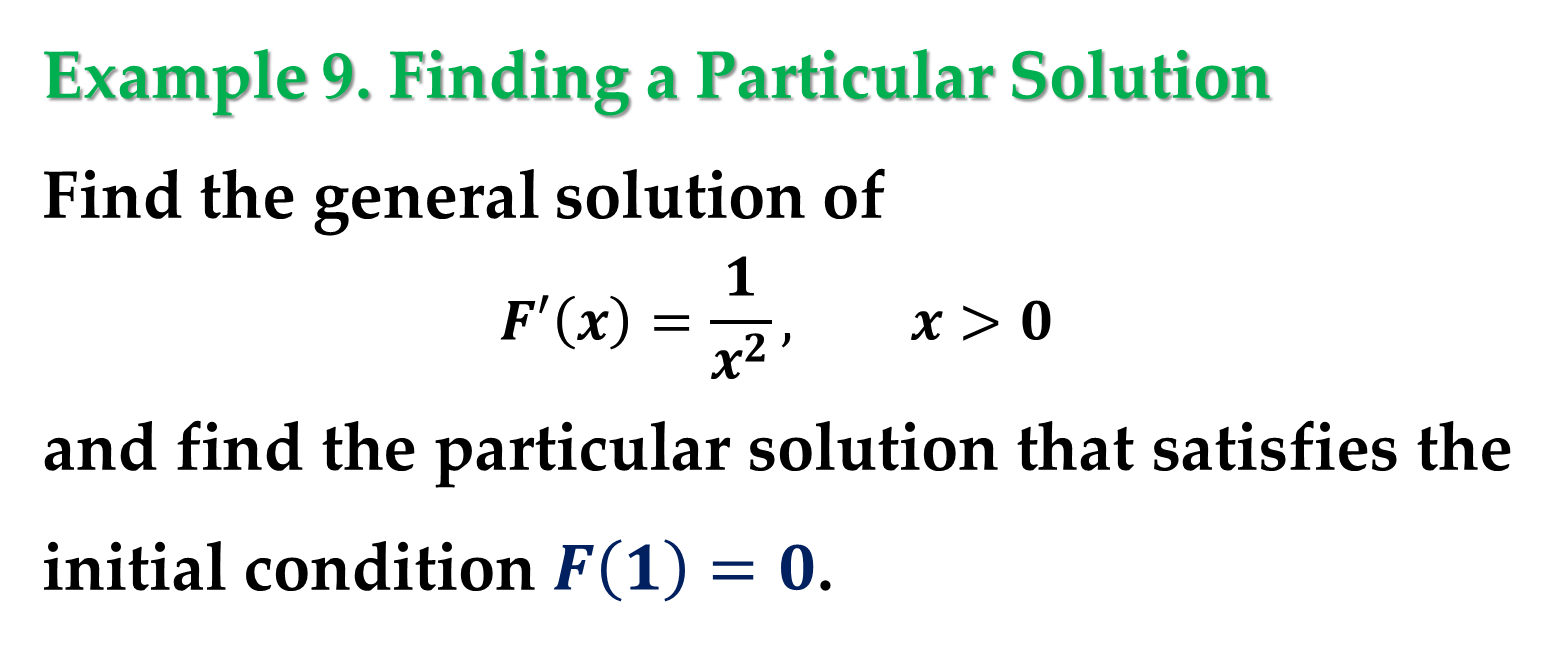 Example 9. Finding a Particular Solution
Find the general solution of
F′(x) = 1/x², x > 0
and find the particular solution that satisfies the
initial condition F(1) = 0.